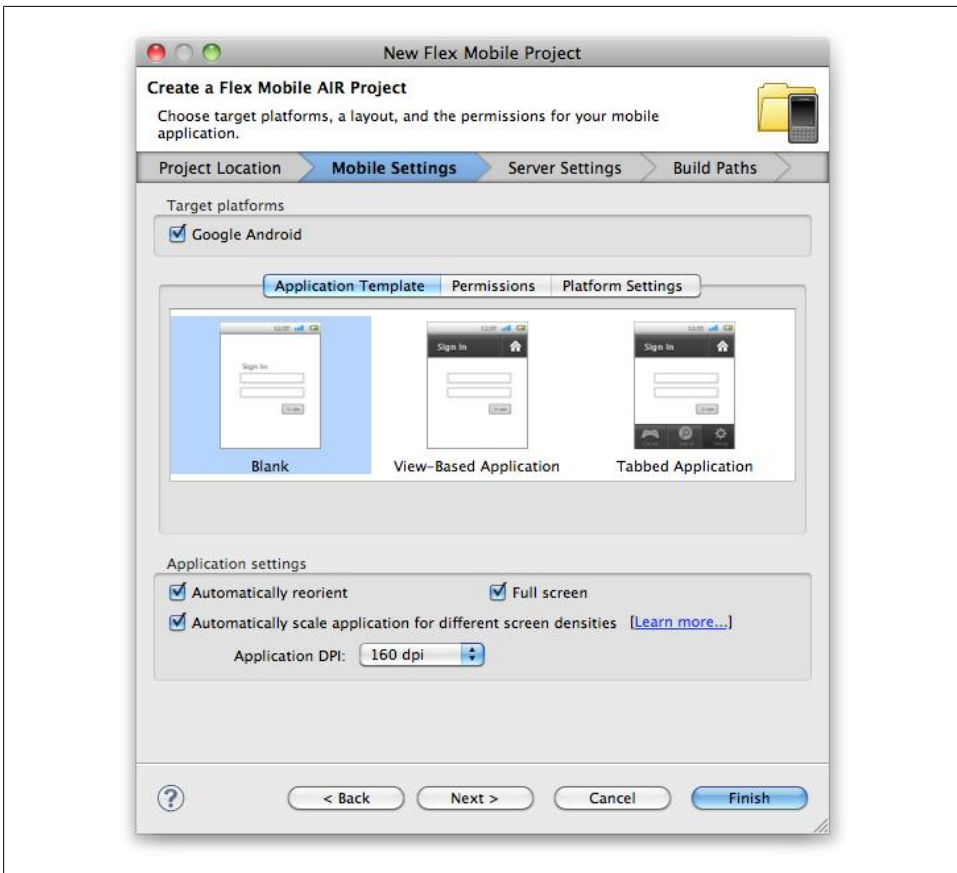 New Flex Mobile Project
Create a Flex Mobile AIR Project
Choose target platforms, a layout, and the permissions for your mobile
application.
Project Location
Mobile Settings
Server Settings
Build Paths
Target platforms
Google Android
Application Template
Permissions
Platform Settings
Sign In
Sign In
Sign In
Blank
View-Based Application
Tabbed Application
Application settings
Automatically reorient
Full screen
Automatically scale application for different screen densities [Learn more...]
Application DPI: 160 dpi
?
< Back
Next >
Cancel
Finish